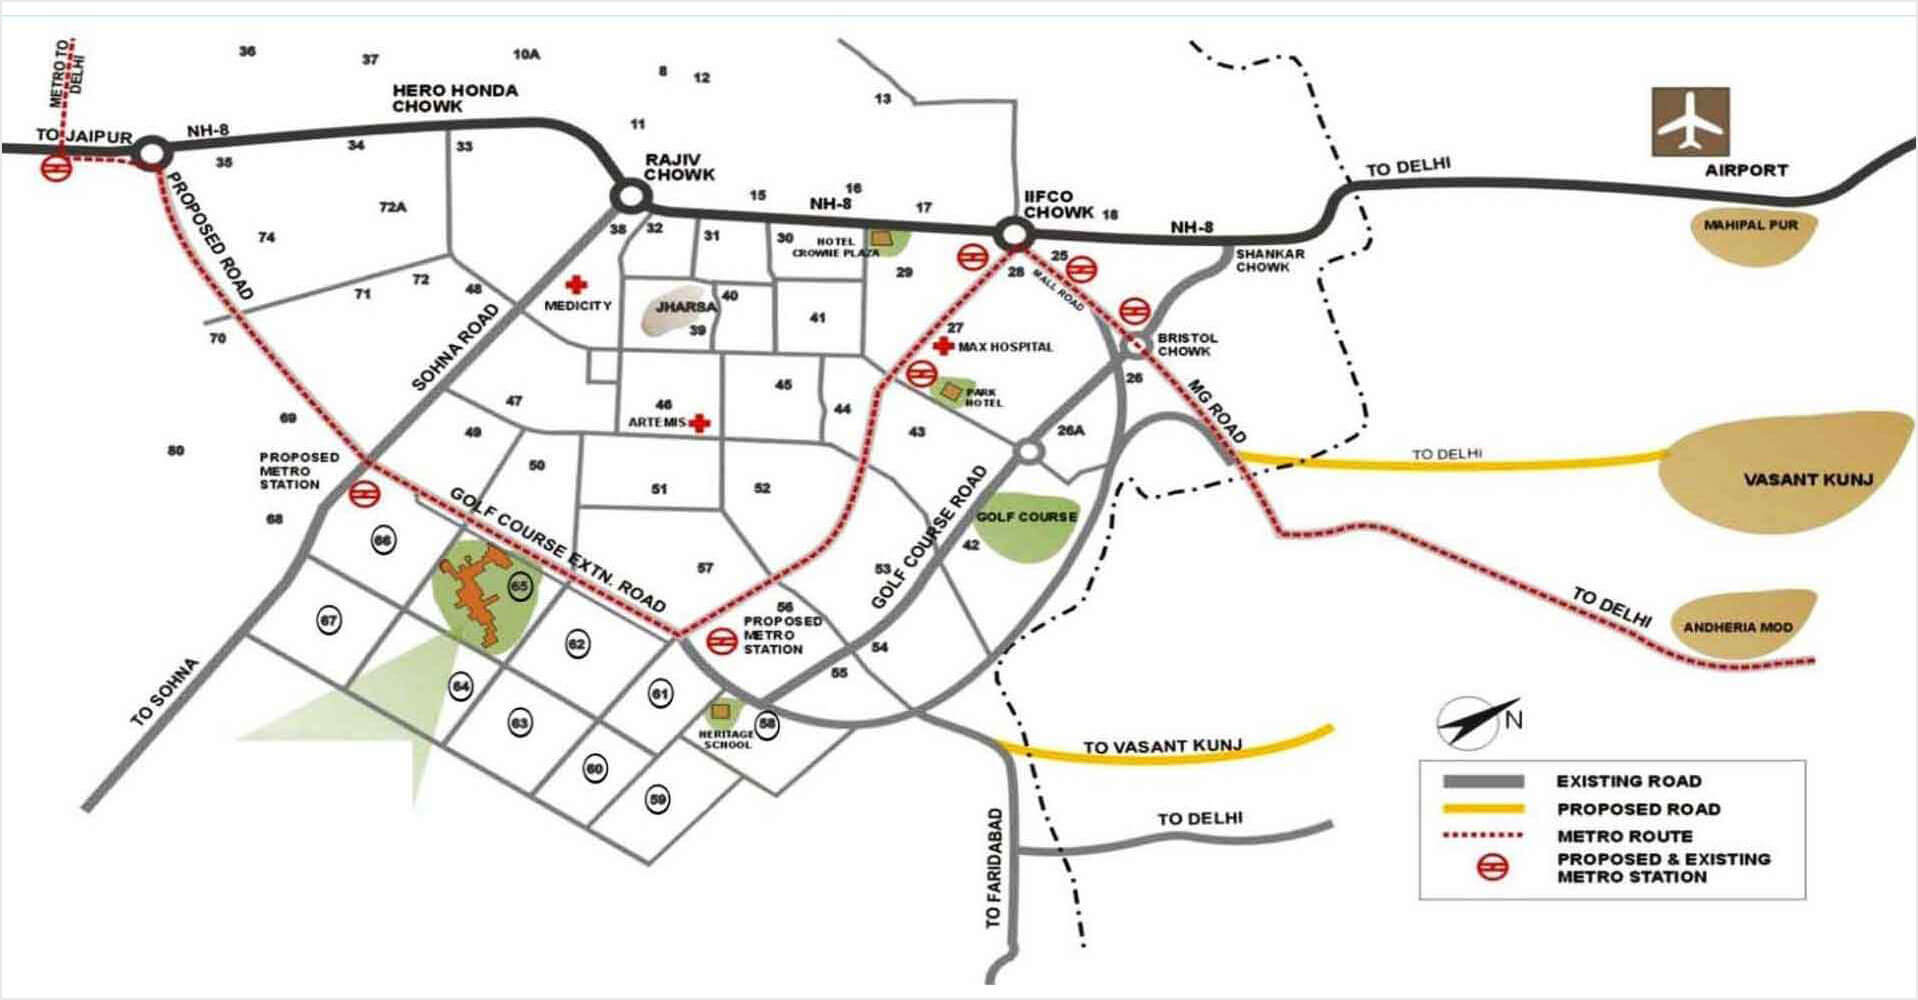 METRO TO
DELHI
36
37
10A
8
12
13
HERO HONDA
CHOWK
TO JAIPUR
NH-8
11
35
34
33
RAJIV
CHOWK
TO DELHI
AIRPORT
PROPOSED ROAD
72A
15
16
NH-8
17
IIFCO
CHOWK
18
NH-8
MAHIPAL PUR
74
38
32
31
30
HOTEL
CROWNE PLAZA
29
28
25
MALL ROAD
SHANKAR
CHOWK
71
72
48
MEDICITY
JHARSA
40
39
41
27
MAX HOSPITAL
BRISTOL
CHOWK
70
SOHNA ROAD
PARK
HOTEL
26
MG ROAD
69
47
46
ARTEMIS
45
44
43
26A
80
49
PROPOSED
METRO
STATION
50
51
52
TO DELHI
VASANT KUNJ
GOLF COURSE EXTN. ROAD
GOLF COURSE ROAD
GOLF COURSE
42
68
66
65
57
53
TO DELHI
ANDHERIA MOD
67
62
56
PROPOSED
METRO
STATION
54
55
TO SOHNA
64
61
63
58
HERITAGE
SCHOOL
60
59
TO VASANT KUNJ
TO DELHI
TO FARIDABAD
N
EXISTING ROAD
PROPOSED ROAD
METRO ROUTE
PROPOSED & EXISTING
METRO STATION